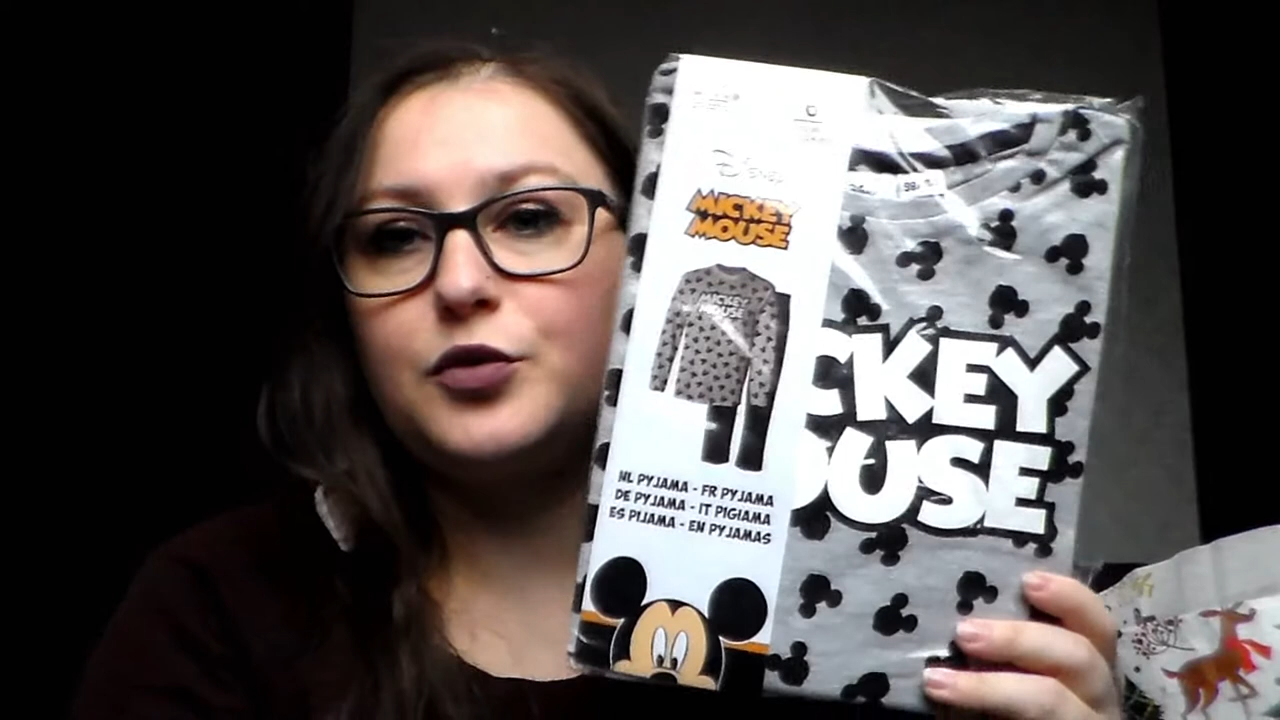 Disney
MICKEY
MOUSE
MICKEY
MOUSE
NL PYJAMA - FR PYJAMA
DE PYJAMA - IT PIGIAMA
ES PIJAMA - EN PYJAMAS
CKEY
OUSE
98/